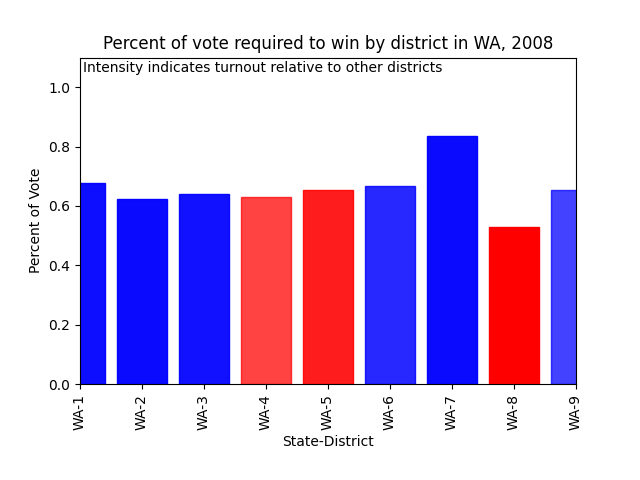 Percent of vote required to win by district in WA, 2008
Intensity indicates turnout relative to other districts
1.0
0.8
0.6
0.4
0.2
0.0
Percent of Vote
WA-1
WA-2
WA-3
WA-4
WA-5
WA-6
WA-7
WA-8
WA-9
State-District